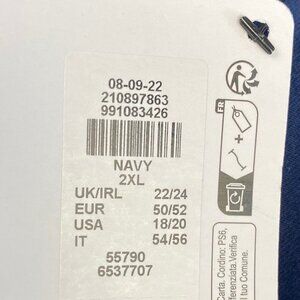 08-09-22
210897863
991083426
NAVY
2XL
UK/IRL 22/24
EUR 50/52
USA 18/20
IT 54/56
55790
6537707
FR
Carta. Cordino: PS6,
Verifica
l tuo Comune.